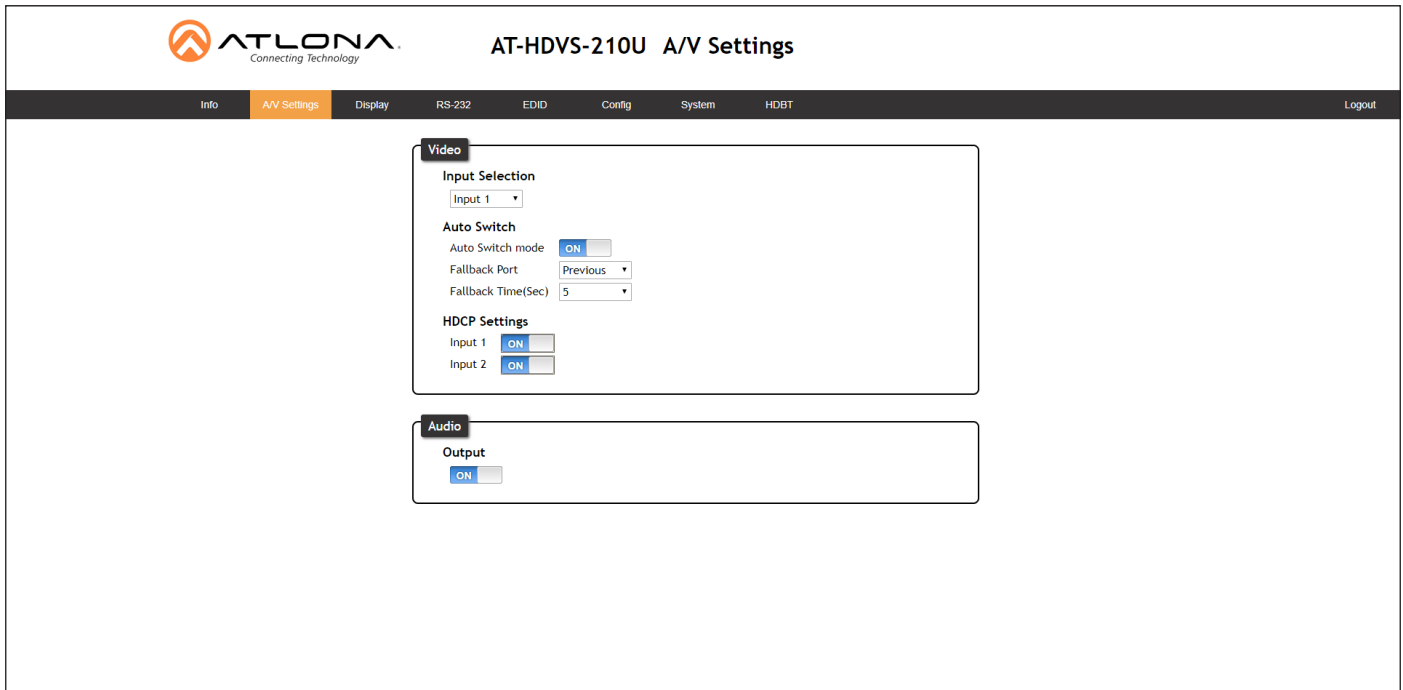 ATLONA.
Connecting Technology
AT-HDVS-210U A/V Settings
Info A/V Settings Display RS-232 EDID Config System HDBT Logout
Video
Input Selection
Input 1
Auto Switch
Auto Switch mode ON
Fallback Port Previous
Fallback Time(Sec) 5
HDCP Settings
Input 1 ON
Input 2 ON
Audio
Output
ON